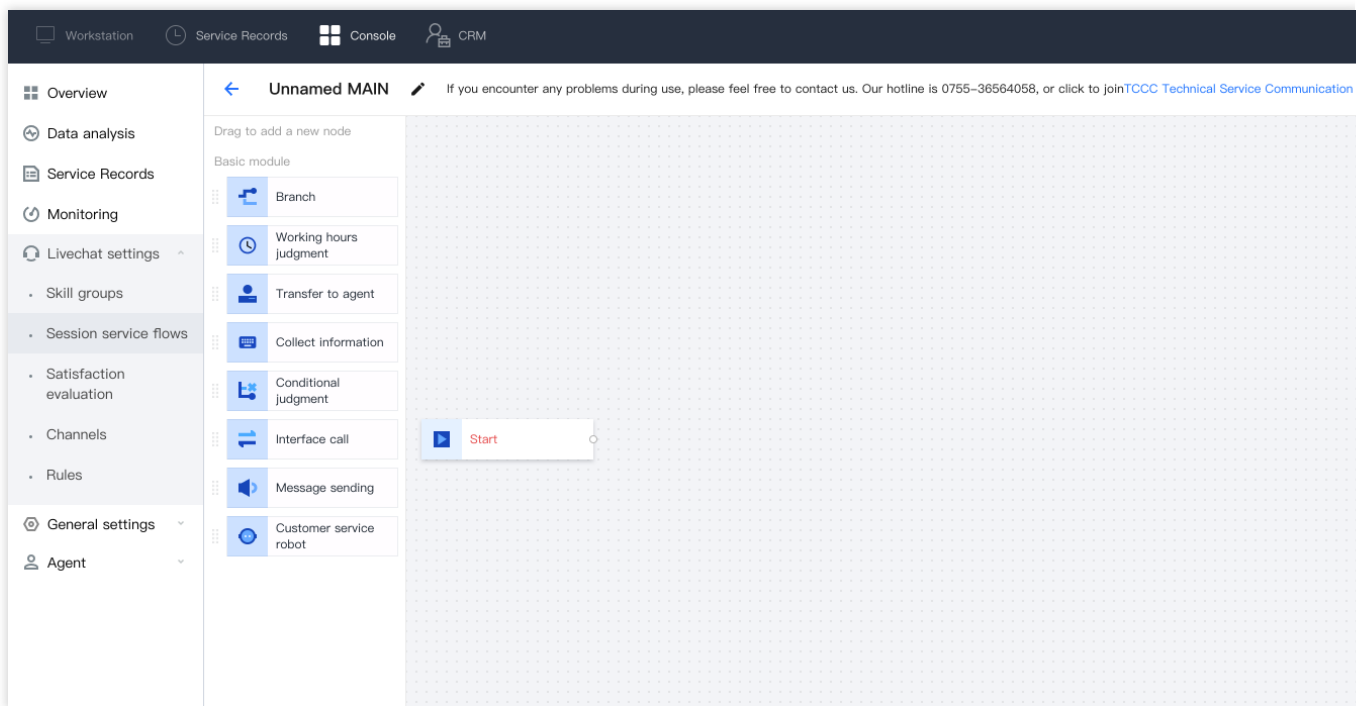 Workstation
Service Records
Console
CRM
Overview
Data analysis
Service Records
Monitoring
Livechat settings
Skill groups
Session service flows
Satisfaction
evaluation
Channels
Rules
General settings
Agent
Unnamed MAIN
If you encounter any problems during use, please feel free to contact us. Our hotline is 0755-36564058, or click to joinTCCC Technical Service Communication
Drag to add a new node
Basic module
Branch
Working hours
judgment
Transfer to agent
Collect information
Conditional
judgment
Interface call
Message sending
Customer service
robot
Start